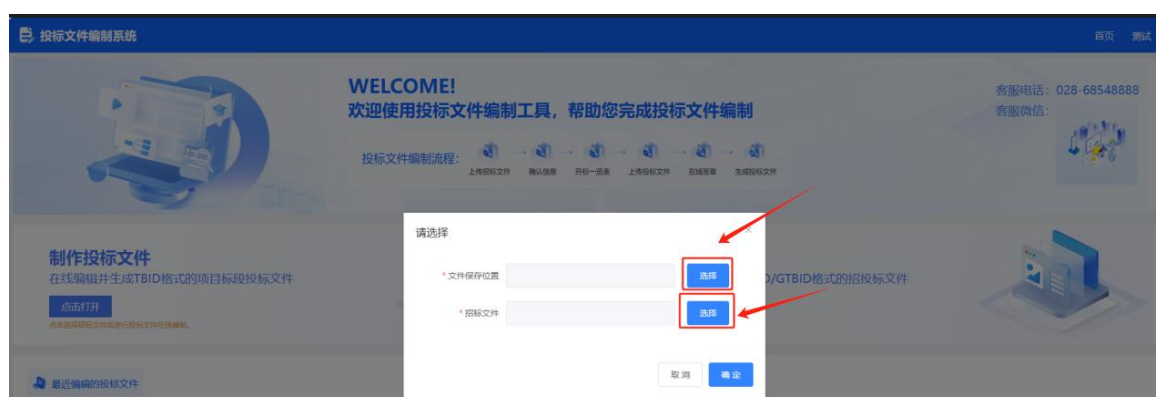 投标文件编制系统
首页 测试
WELCOME!
欢迎使用投标文件编制工具，帮助您完成投标文件编制
客服电话：028-68548888
客服微信：
投标文件编制流程：
上传招标文件 确认信息 开标一览表 上传投标文件 在线签章 生成投标文件
请选择 ×
* 文件保存位置 选择
* 招标文件 选择
取消 确定
制作投标文件
在线编辑并生成TBID格式的项目标段投标文件
点击打开
/GTBID格式的招投标文件
最近编辑的投标文件